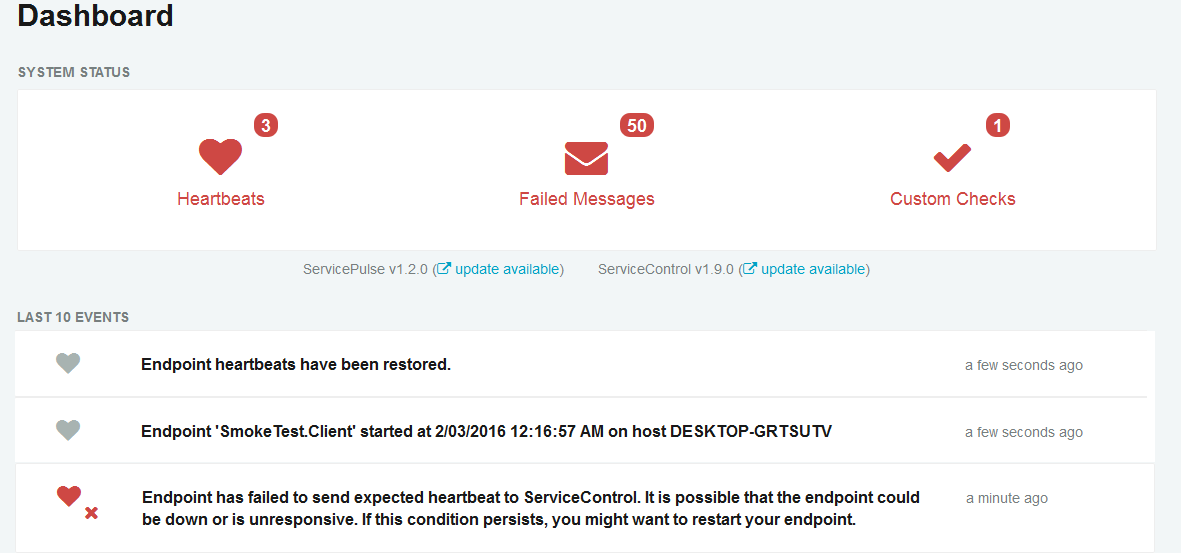 Dashboard
SYSTEM STATUS
3
50
1
Heartbeats
Failed Messages
Custom Checks
ServicePulse v1.2.0 (update available)
ServiceControl v1.9.0 (update available)
LAST 10 EVENTS
Endpoint heartbeats have been restored.
a few seconds ago
Endpoint 'SmokeTest.Client' started at 2/03/2016 12:16:57 AM on host DESKTOP-GRTSUTV
a few seconds ago
Endpoint has failed to send expected heartbeat to ServiceControl. It is possible that the endpoint could
be down or is unresponsive. If this condition persists, you might want to restart your endpoint.
a minute ago